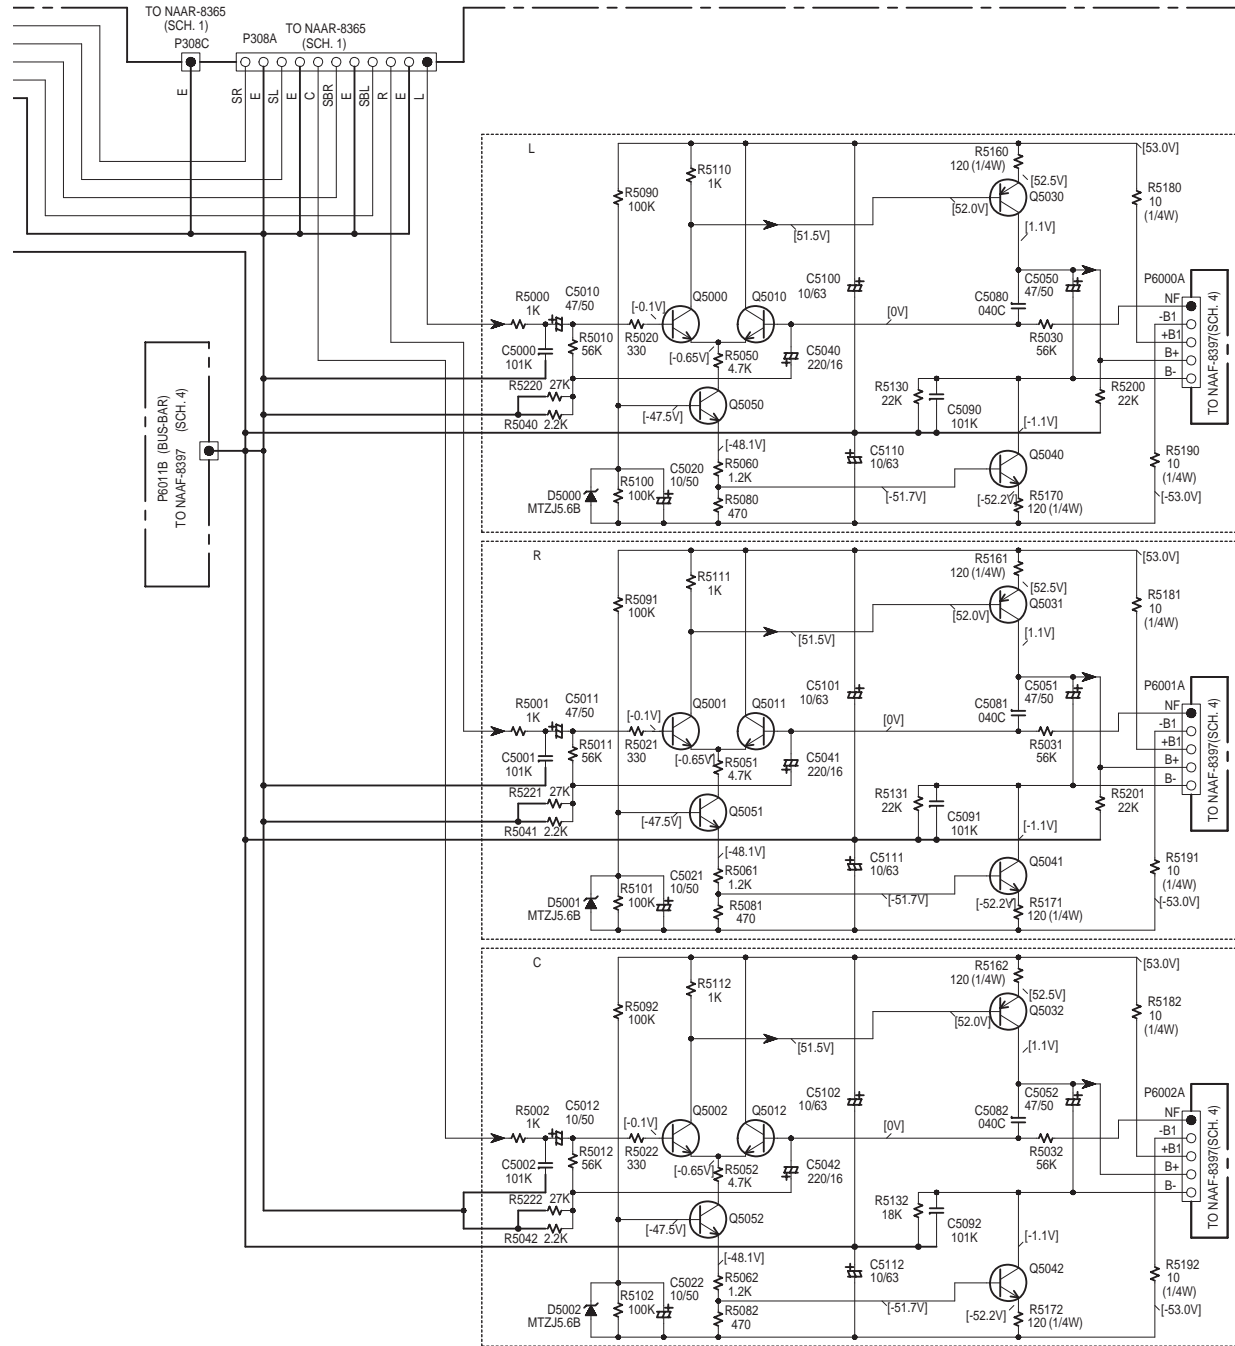 TO NAAR-8365
(SCH. 1)
P308C
P308A
TO NAAR-8365
(SCH. 1)
E
SR
E
SL
E
C
SBR
E
SBL
R
E
L
P6011B (BUS-BAR)
TO NAAF-8397 (SCH. 4)
L
R5090
100K
R5110
1K
R5160
120 (1/4W)
[53.0V]
[52.5V]
Q5030
[52.0V]
R5180
10
(1/4W)
[51.5V]
[1.1V]
R5000
1K
C5010
47/50
[-0.1V]
Q5000
Q5010
C5100
10/63
C5080
040C
C5050
47/50
P6000A
NF
-B1
+B1
B+
B-
TO NAAF-8397(SCH. 4)
[0V]
C5000
101K
R5010
56K
R5020
330
[-0.65V]
R5050
4.7K
C5040
220/16
R5030
56K
R5220 27K
R5040 2.2K
Q5050
[-47.5V]
R5130
22K
C5090
101K
R5200
22K
[-48.1V]
[-1.1V]
C5110
10/63
Q5040
R5190
10
(1/4W)
[-53.0V]
D5000
MTZJ5.6B
R5100
100K
C5020
10/50
R5060
1.2K
R5080
470
[-51.7V]
[-52.2V]
R5170
120 (1/4W)
R
R5091
100K
R5111
1K
R5161
120 (1/4W)
[53.0V]
[52.5V]
Q5031
[52.0V]
R5181
10
(1/4W)
[51.5V]
[1.1V]
R5001
1K
C5011
47/50
[-0.1V]
Q5001
Q5011
C5101
10/63
C5081
040C
C5051
47/50
P6001A
NF
-B1
+B1
B+
B-
TO NAAF-8397(SCH. 4)
[0V]
C5001
101K
R5011
56K
R5021
330
[-0.65V]
R5051
4.7K
C5041
220/16
R5031
56K
R5221 27K
R5041 2.2K
Q5051
[-47.5V]
R5131
22K
C5091
101K
R5201
22K
[-48.1V]
[-1.1V]
C5111
10/63
Q5041
R5191
10
(1/4W)
[-53.0V]
D5001
MTZJ5.6B
R5101
100K
C5021
10/50
R5061
1.2K
R5081
470
[-51.7V]
[-52.2V]
R5171
120 (1/4W)
C
R5092
100K
R5112
1K
R5162
120 (1/4W)
[53.0V]
[52.5V]
Q5032
[52.0V]
R5182
10
(1/4W)
[51.5V]
[1.1V]
R5002
1K
C5012
10/50
[-0.1V]
Q5002
Q5012
C5102
10/63
C5082
040C
C5052
47/50
P6002A
NF
-B1
+B1
B+
B-
TO NAAF-8397(SCH. 4)
[0V]
C5002
101K
R5012
56K
R5022
330
[-0.65V]
R5052
4.7K
C5042
220/16
R5032
56K
R5222 27K
R5042 2.2K
Q5052
[-47.5V]
R5132
18K
C5092
101K
[-48.1V]
[-1.1V]
C5112
10/63
Q5042
R5192
10
(1/4W)
[-53.0V]
D5002
MTZJ5.6B
R5102
100K
C5022
10/50
R5062
1.2K
R5082
470
[-51.7V]
[-52.2V]
R5172
120 (1/4W)